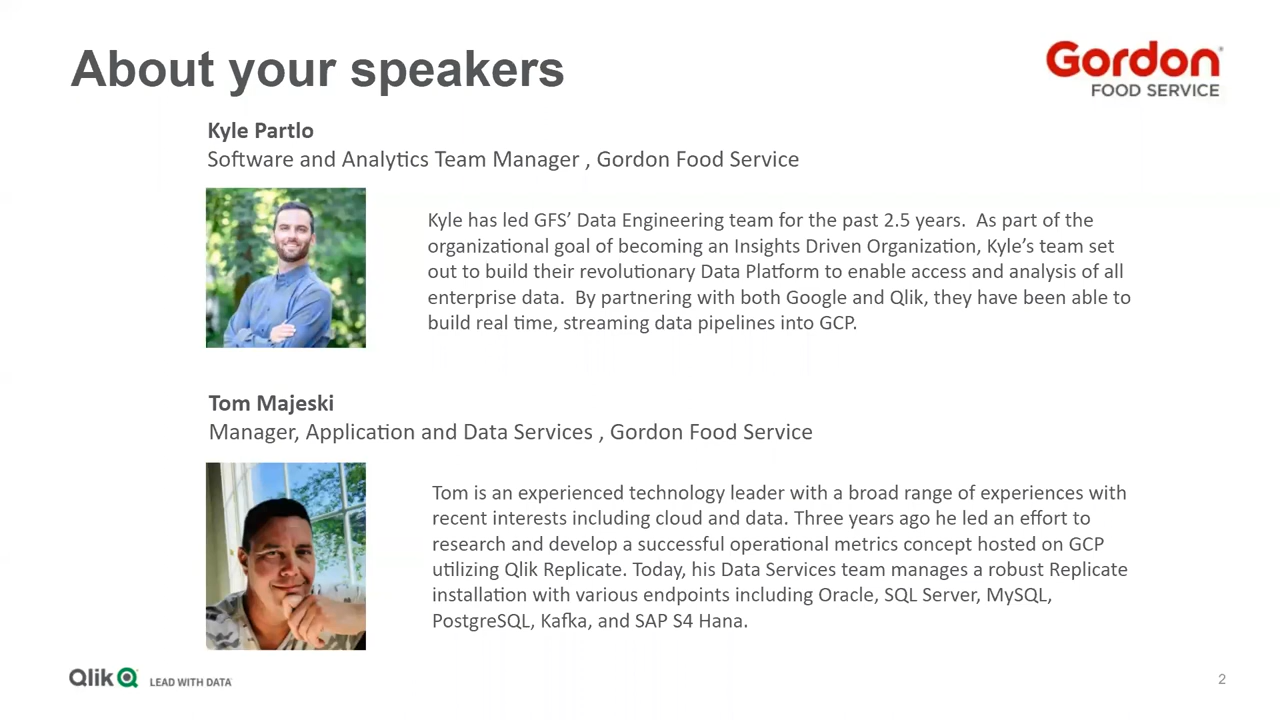 About your speakers
Gordon
FOOD SERVICE
Kyle Partlo
Software and Analytics Team Manager , Gordon Food Service
Kyle has led GFS’ Data Engineering team for the past 2.5 years.  As part of the
organizational goal of becoming an Insights Driven Organization, Kyle’s team set
out to build their revolutionary Data Platform to enable access and analysis of all
enterprise data.  By partnering with both Google and Qlik, they have been able to
build real time, streaming data pipelines into GCP.
Tom Majeski
Manager, Application and Data Services , Gordon Food Service
Tom is an experienced technology leader with a broad range of experiences with
recent interests including cloud and data. Three years ago he led an effort to
research and develop a successful operational metrics concept hosted on GCP
utilizing Qlik Replicate. Today, his Data Services team manages a robust Replicate
installation with various endpoints including Oracle, SQL Server, MySQL,
PostgreSQL, Kafka, and SAP S4 Hana.
Qlik LEAD WITH DATA
2